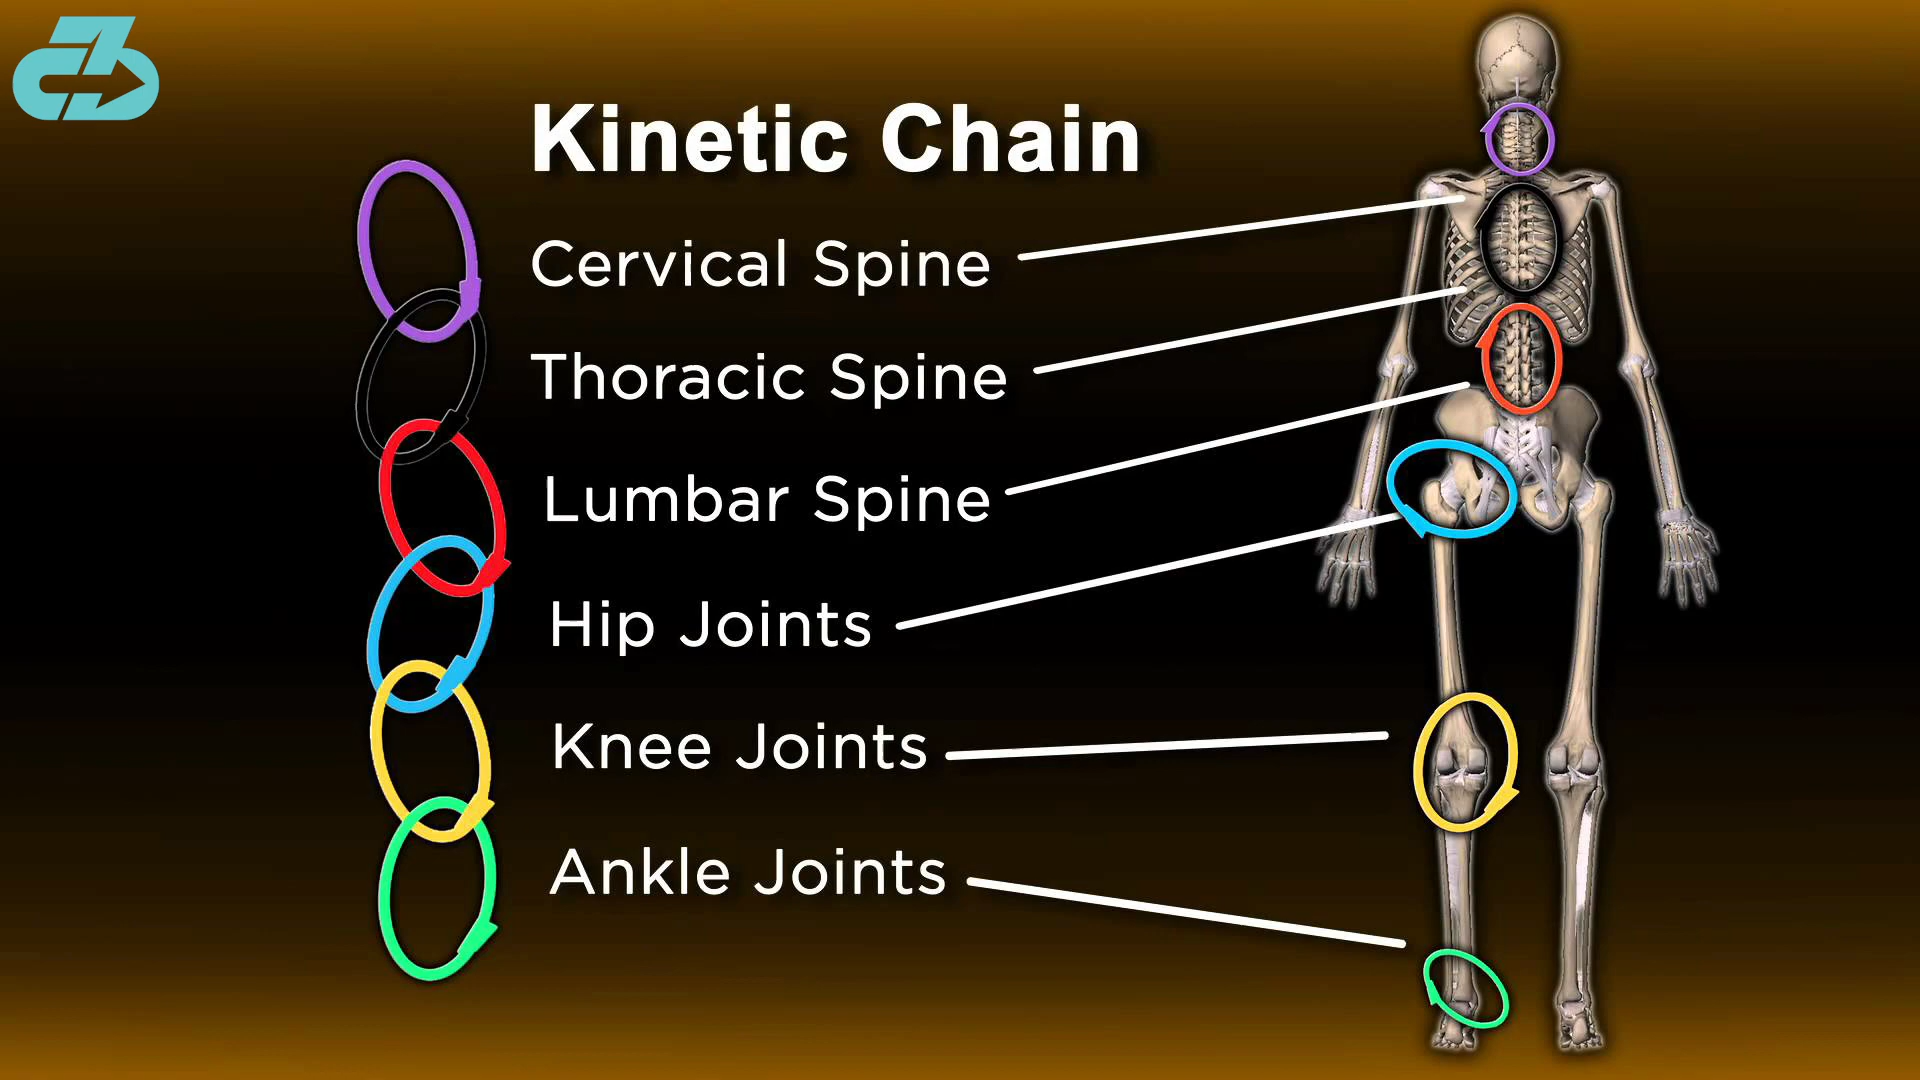 Kinetic Chain
Cervical Spine
Thoracic Spine
Lumbar Spine
Hip Joints
Knee Joints
Ankle Joints